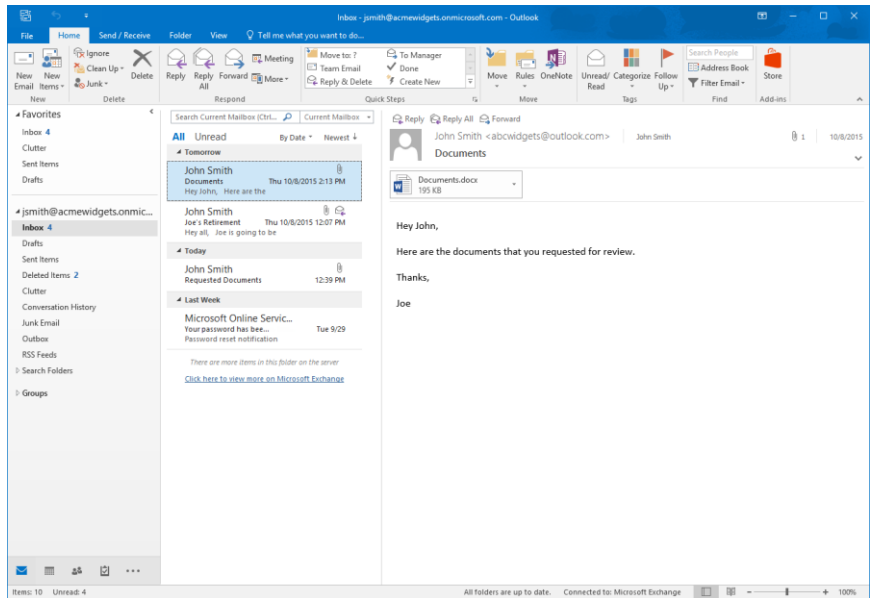 Inbox - jsmith@acmewidgets.onmicrosoft.com - Outlook
File Home Send / Receive Folder View Tell me what you want to do...
New Email
New Items
Ignore
Clean Up
Junk
Delete
Reply
Reply All
Forward
Meeting
More
Move to: ?
Team Email
Reply & Delete
To Manager
Done
Create New
Move
Rules
OneNote
Unread/ Read
Categorize
Follow Up
Search People
Address Book
Filter Email
Store
New Delete Respond Quick Steps Move Tags Find Add-ins
Favorites
Inbox 4
Clutter
Sent Items
Drafts
jsmith@acmewidgets.onmic...
Inbox 4
Drafts
Sent Items
Deleted Items 2
Clutter
Conversation History
Junk Email
Outbox
RSS Feeds
Search Folders
Groups
Search Current Mailbox (Ctrl... Current Mailbox
All Unread By Date Newest
Tomorrow
John Smith
Documents Thu 10/8/2015 2:13 PM
Hey John, Here are the
John Smith
Joe's Retirement Thu 10/8/2015 12:07 PM
Hey all, Joe is going to be
Today
John Smith
Requested Documents 12:39 PM
Last Week
Microsoft Online Servic...
Your password has bee... Tue 9/29
Password reset notification
There are more items in this folder on the server
Click here to view more on Microsoft Exchange
Reply Reply All Forward
John Smith <abcwidgets@outlook.com> John Smith 1 10/8/2015
Documents
Documents.docx
195 KB
Hey John,
Here are the documents that you requested for review.
Thanks,
Joe
Items: 10 Unread: 4 All folders are up to date. Connected to: Microsoft Exchange 100%